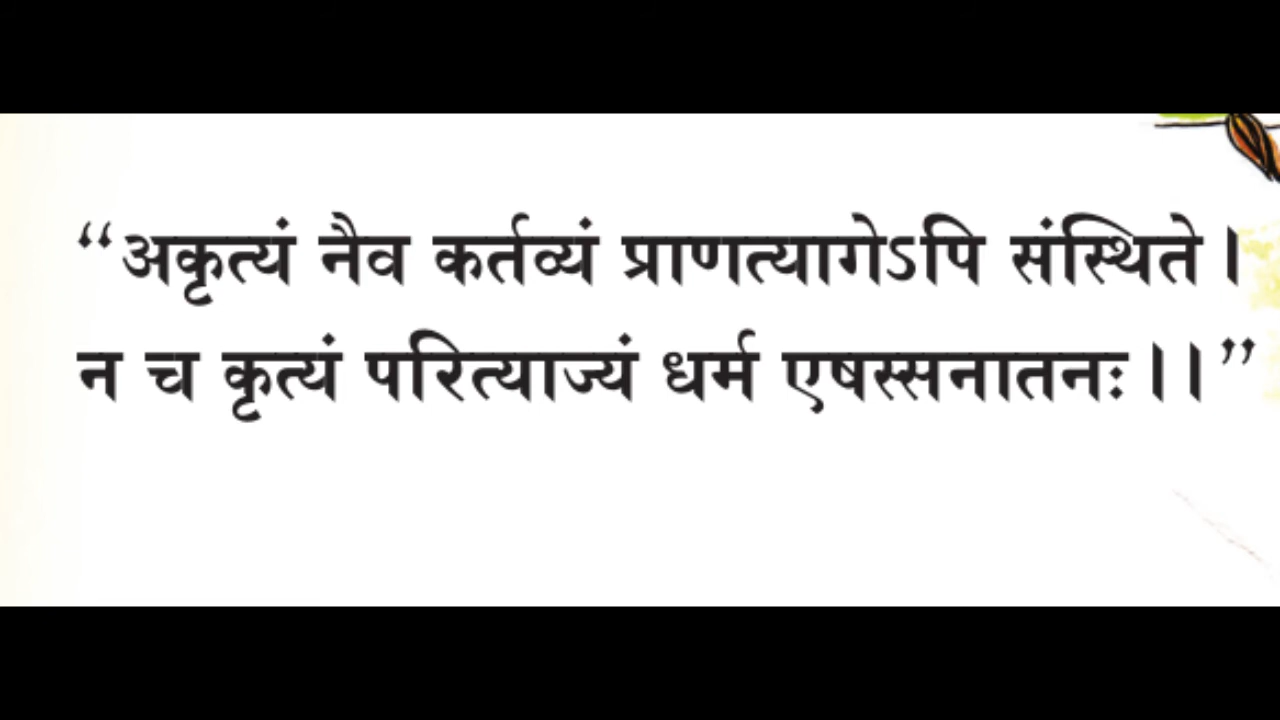 “अकृत्यं नैव कर्तव्यं प्राणत्यागेऽपि संस्थिते ।
न च कृत्यं परित्याज्यं धर्म एषस्सनातनः ।।”